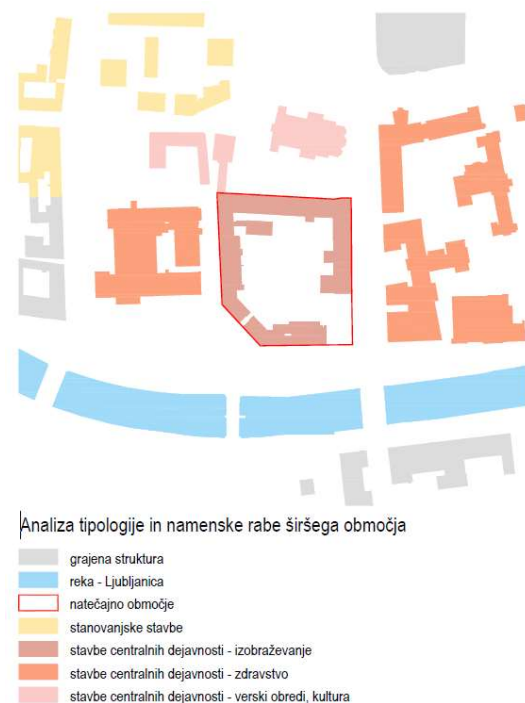 Analiza tipologije in namenske rabe širšega območja
grajena struktura
reka - Ljubljanica
natečajno območje
stanovanjske stavbe
stavbe centralnih dejavnosti - izobraževanje
stavbe centralnih dejavnosti - zdravstvo
stavbe centralnih dejavnosti - verski obredi, kultura